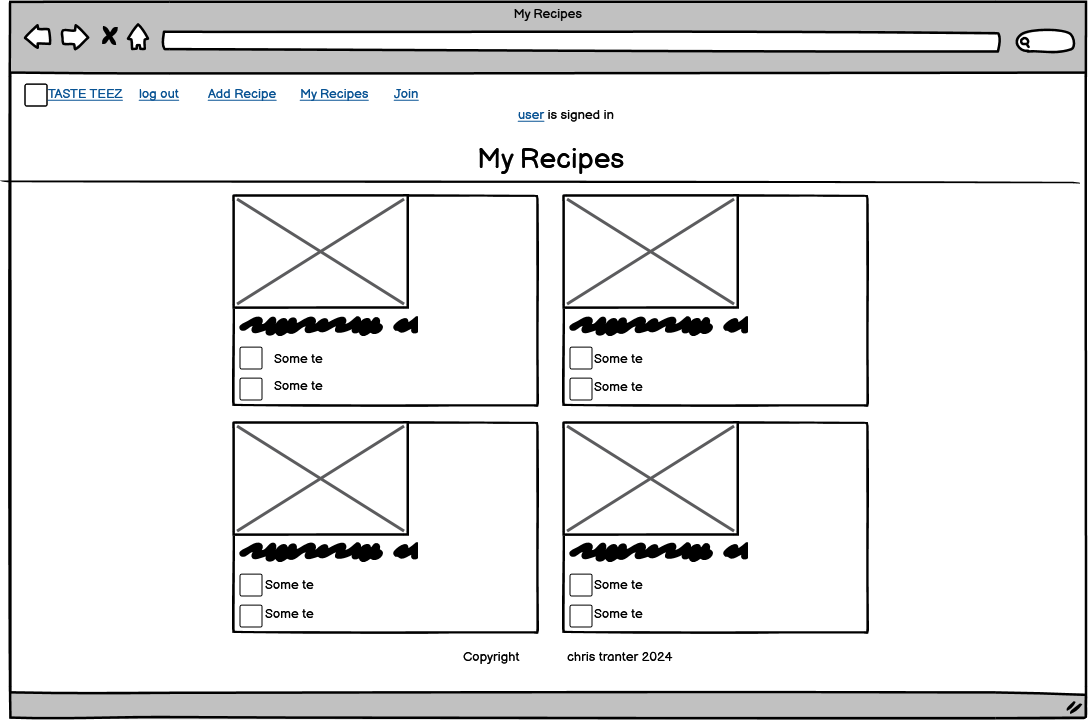 My Recipes
TASTE TEEZ log out Add Recipe My Recipes Join
user is signed in
My Recipes
Some te Some te
Some te Some te
Some te Some te
Some te Some te
Copyright chris tranter 2024